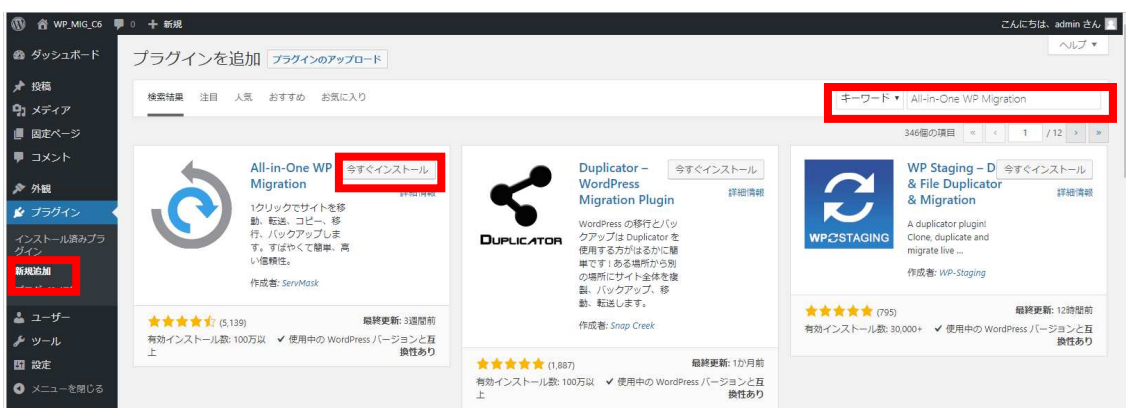 WP_MIG_C6 0 + 新規 こんにちは、admin さん
ダッシュボード
投稿
メディア
固定ページ
コメント
外観
プラグイン
インストール済みプラ
グイン
新規追加
ユーザー
ツール
設定
メニューを閉じる
ヘルプ ▼
プラグインを追加 プラグインのアップロード
検索結果 注目 人気 おすすめ お気に入り
キーワード ▼ All-in-One WP Migration
346個の項目 « ‹ 1 / 12 › »
All-in-One WP
Migration
今すぐインストール
詳細情報
1クリックでサイトを移
動、転送、コピー、移
行、バックアップしま
す。すばやくて簡単、高
い信頼性。
作成者: ServMask
(5,139)
最終更新: 3週間前
有効インストール数: 100万以
上
✔ 使用中の WordPress バージョンと互
換性あり
DUPLICATOR
Duplicator –
WordPress
Migration Plugin
今すぐインストール
詳細情報
WordPress の移行とバッ
クアップは Duplicator を
使用する方がはるかに簡
単です ! ある場所から別
の場所にサイト全体を複
製、バックアップ、移
動、転送します。
作成者: Snap Creek
(1,887)
最終更新: 1か月前
有効インストール数: 100万以
上
✔ 使用中の WordPress バージョンと互
換性あり
WP STAGING
WP Staging – D
& File Duplicator
& Migration
今すぐインストール
詳細情報
A duplicator plugin!
Clone, duplicate and
migrate live ...
作成者: WP-Staging
(795)
最終更新: 12時間前
有効インストール数: 30,000+
✔ 使用中の WordPress バージョンと互
換性あり